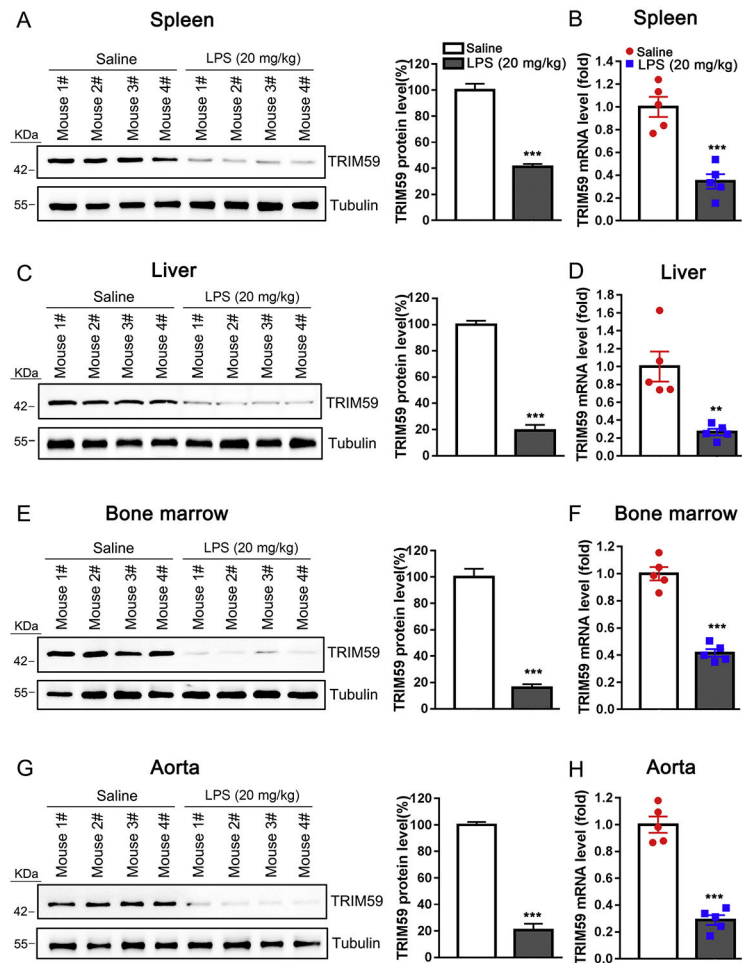 A Spleen
Saline LPS (20 mg/kg)
Mouse 1# Mouse 2# Mouse 3# Mouse 4# Mouse 1# Mouse 2# Mouse 3# Mouse 4#
KDa
42 TRIM59
55 Tubulin
Saline
LPS (20 mg/kg)
TRIM59 protein level(%)
120
100
80
60
40
20
0
***
B Spleen
Saline
LPS (20 mg/kg)
TRIM59 mRNA level (fold)
1.4
1.2
1.0
0.8
0.6
0.4
0.2
0.0
***
C Liver
Saline LPS (20 mg/kg)
Mouse 1# Mouse 2# Mouse 3# Mouse 4# Mouse 1# Mouse 2# Mouse 3# Mouse 4#
KDa
42 TRIM59
55 Tubulin
TRIM59 protein level(%)
120
100
80
60
40
20
0
***
D Liver
TRIM59 mRNA level (fold)
1.8
1.6
1.4
1.2
1.0
0.8
0.6
0.4
0.2
0.0
**
E Bone marrow
Saline LPS (20 mg/kg)
Mouse 1# Mouse 2# Mouse 3# Mouse 4# Mouse 1# Mouse 2# Mouse 3# Mouse 4#
KDa
42 TRIM59
55 Tubulin
TRIM59 protein level(%)
120
100
80
60
40
20
0
***
F Bone marrow
TRIM59 mRNA level (fold)
1.2
1.0
0.8
0.6
0.4
0.2
0.0
***
G Aorta
Saline LPS (20 mg/kg)
Mouse 1# Mouse 2# Mouse 3# Mouse 4# Mouse 1# Mouse 2# Mouse 3# Mouse 4#
KDa
42 TRIM59
55 Tubulin
TRIM59 protein level(%)
120
100
80
60
40
20
0
***
H Aorta
TRIM59 mRNA level (fold)
1.2
1.0
0.8
0.6
0.4
0.2
0.0
***